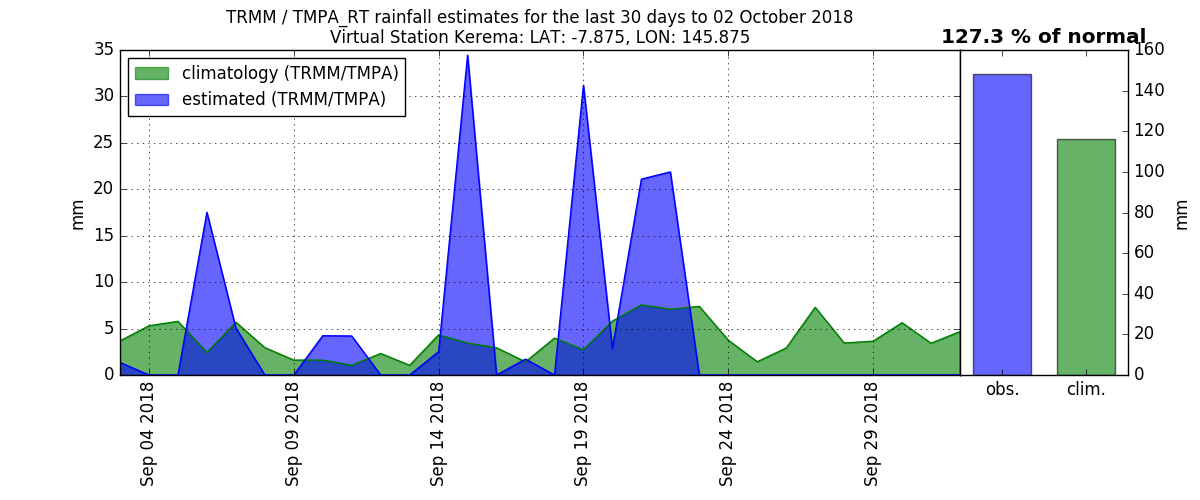 TRMM / TMPA_RT rainfall estimates for the last 30 days to 02 October 2018
Virtual Station Kerema: LAT: -7.875, LON: 145.875
127.3 % of normal
climatology (TRMM/TMPA)
estimated (TRMM/TMPA)
35
30
25
20
15
10
5
0
mm
Sep 04 2018
Sep 09 2018
Sep 14 2018
Sep 19 2018
Sep 24 2018
Sep 29 2018
160
140
120
100
80
60
40
20
0
mm
obs.
clim.